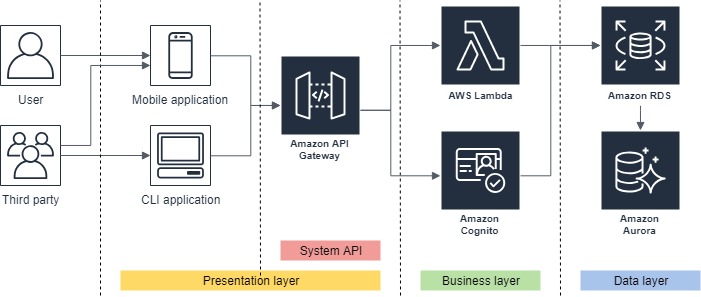 User
Mobile application
AWS Lambda
Amazon RDS
Amazon API
Gateway
Third party
CLI application
Amazon
Cognito
Amazon
Aurora
System API
Presentation layer
Business layer
Data layer